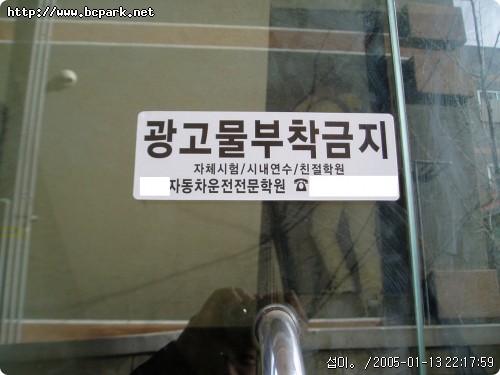 http://www.bcpark.net
광고물부착금지
자체시험/시내연수/친절학원
자동차운전전문학원 ☎
섭이。 /2005-01-13 22:17:59